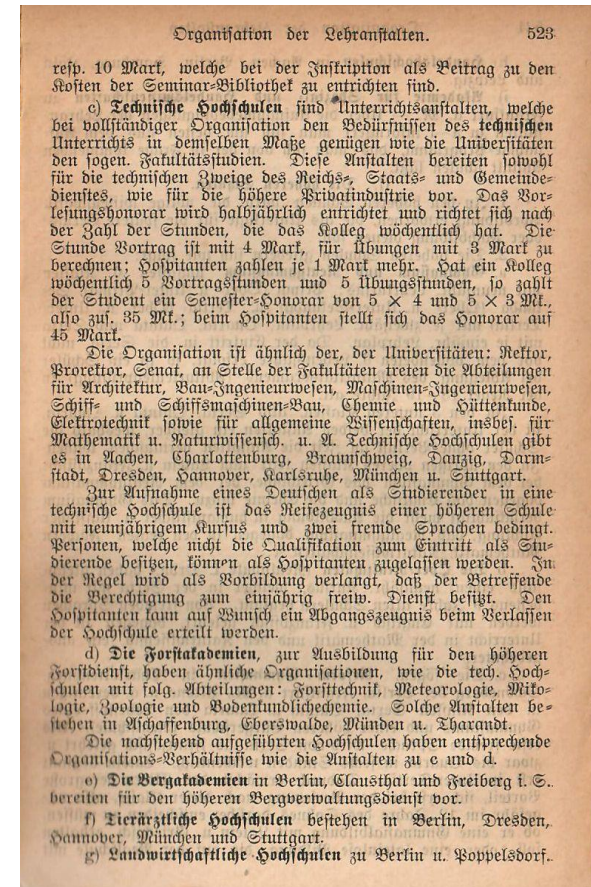 Organisation der Lehranstalten. 523
resp. 10 Mark, welche bei der Inskription als Beitrag zu den
Kosten der Seminar-Bibliothek zu entrichten sind.
c) Technische Hochschulen sind Unterrichtsanstalten, welche
bei vollständiger Organisation den Bedürfnissen des technischen
Unterrichts in demselben Maße genügen wie die Universitäten
den sogen. Fakultätsstudien. Diese Anstalten bereiten sowohl
für die technischen Zweige des Reichs-, Staats- und Gemeinde-
dienstes, wie für die höhere Privatindustrie vor. Das Vor-
lesungshonorar wird halbjährlich entrichtet und richtet sich nach
der Zahl der Stunden, die das Kolleg wöchentlich hat. Die
Stunde Vortrag ist mit 4 Mark, für Übungen mit 3 Mark zu
berechnen; Hospitanten zahlen je 1 Mark mehr. Hat ein Kolleg
wöchentlich 5 Vortragsstunden und 5 Übungsstunden, so zahlt
der Student ein Semester-Honorar von 5 × 4 und 5 × 3 Mk.,
also zus. 35 Mk.; beim Hospitanten stellt sich das Honorar auf
45 Mark.
Die Organisation ist ähnlich der, der Universitäten: Rektor,
Prorektor, Senat, an Stelle der Fakultäten treten die Abteilungen
für Architektur, Bau-Ingenieurwesen, Maschinen-Ingenieurwesen,
Schiff- und Schiffsmaschinen-Bau, Chemie und Hüttenkunde,
Elektrotechnik sowie für allgemeine Wissenschaften, insbes. für
Mathematik u. Naturwissensch. u. A. Technische Hochschulen gibt
es in Aachen, Charlottenburg, Braunschweig, Danzig, Darm-
stadt, Dresden, Hannover, Karlsruhe, München u. Stuttgart.
Zur Aufnahme eines Deutschen als Studierender in eine
technische Hochschule ist das Reifezeugnis einer höheren Schule
mit neunjährigem Kursus und zwei fremde Sprachen bedingt.
Personen, welche nicht die Qualifikation zum Eintritt als Stu-
dierende besitzen, können als Hospitanten zugelassen werden. In
der Regel wird als Vorbildung verlangt, daß der Betreffende
die Berechtigung zum einjährig freiw. Dienst besitzt. Den
Hospitanten kann auf Wunsch ein Abgangszeugnis beim Verlassen
der Hochschule erteilt werden.
d) Die Forstakademien, zur Ausbildung für den höheren
Forstdienst, haben ähnliche Organisationen, wie die tech. Hoch-
schulen mit folg. Abteilungen: Forsttechnik, Meteorologie, Miko-
logie, Zoologie und Bodenkundlichechemie. Solche Anstalten be-
stehen in Aschaffenburg, Eberswalde, Münden u. Tharandt.
Die nachstehend aufgeführten Hochschulen haben entsprechende
Organisations-Verhältnisse wie die Anstalten zu c und d.
e) Die Bergakademien in Berlin, Clausthal und Freiberg i. S.
bereiten für den höheren Bergverwaltungsdienst vor.
f) Tierärztliche Hochschulen bestehen in Berlin, Dresden,
Hannover, München und Stuttgart.
g) Landwirtschaftliche Hochschulen zu Berlin u. Poppelsdorf.